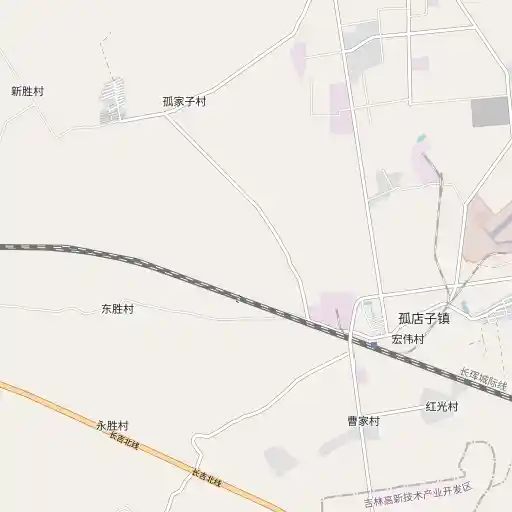 新胜村
孤家子村
东胜村
孤店子镇
宏伟村
长珲城际线
红光村
曹家村
永胜村
长吉北线
长吉北线
吉林高新技术产业开发区